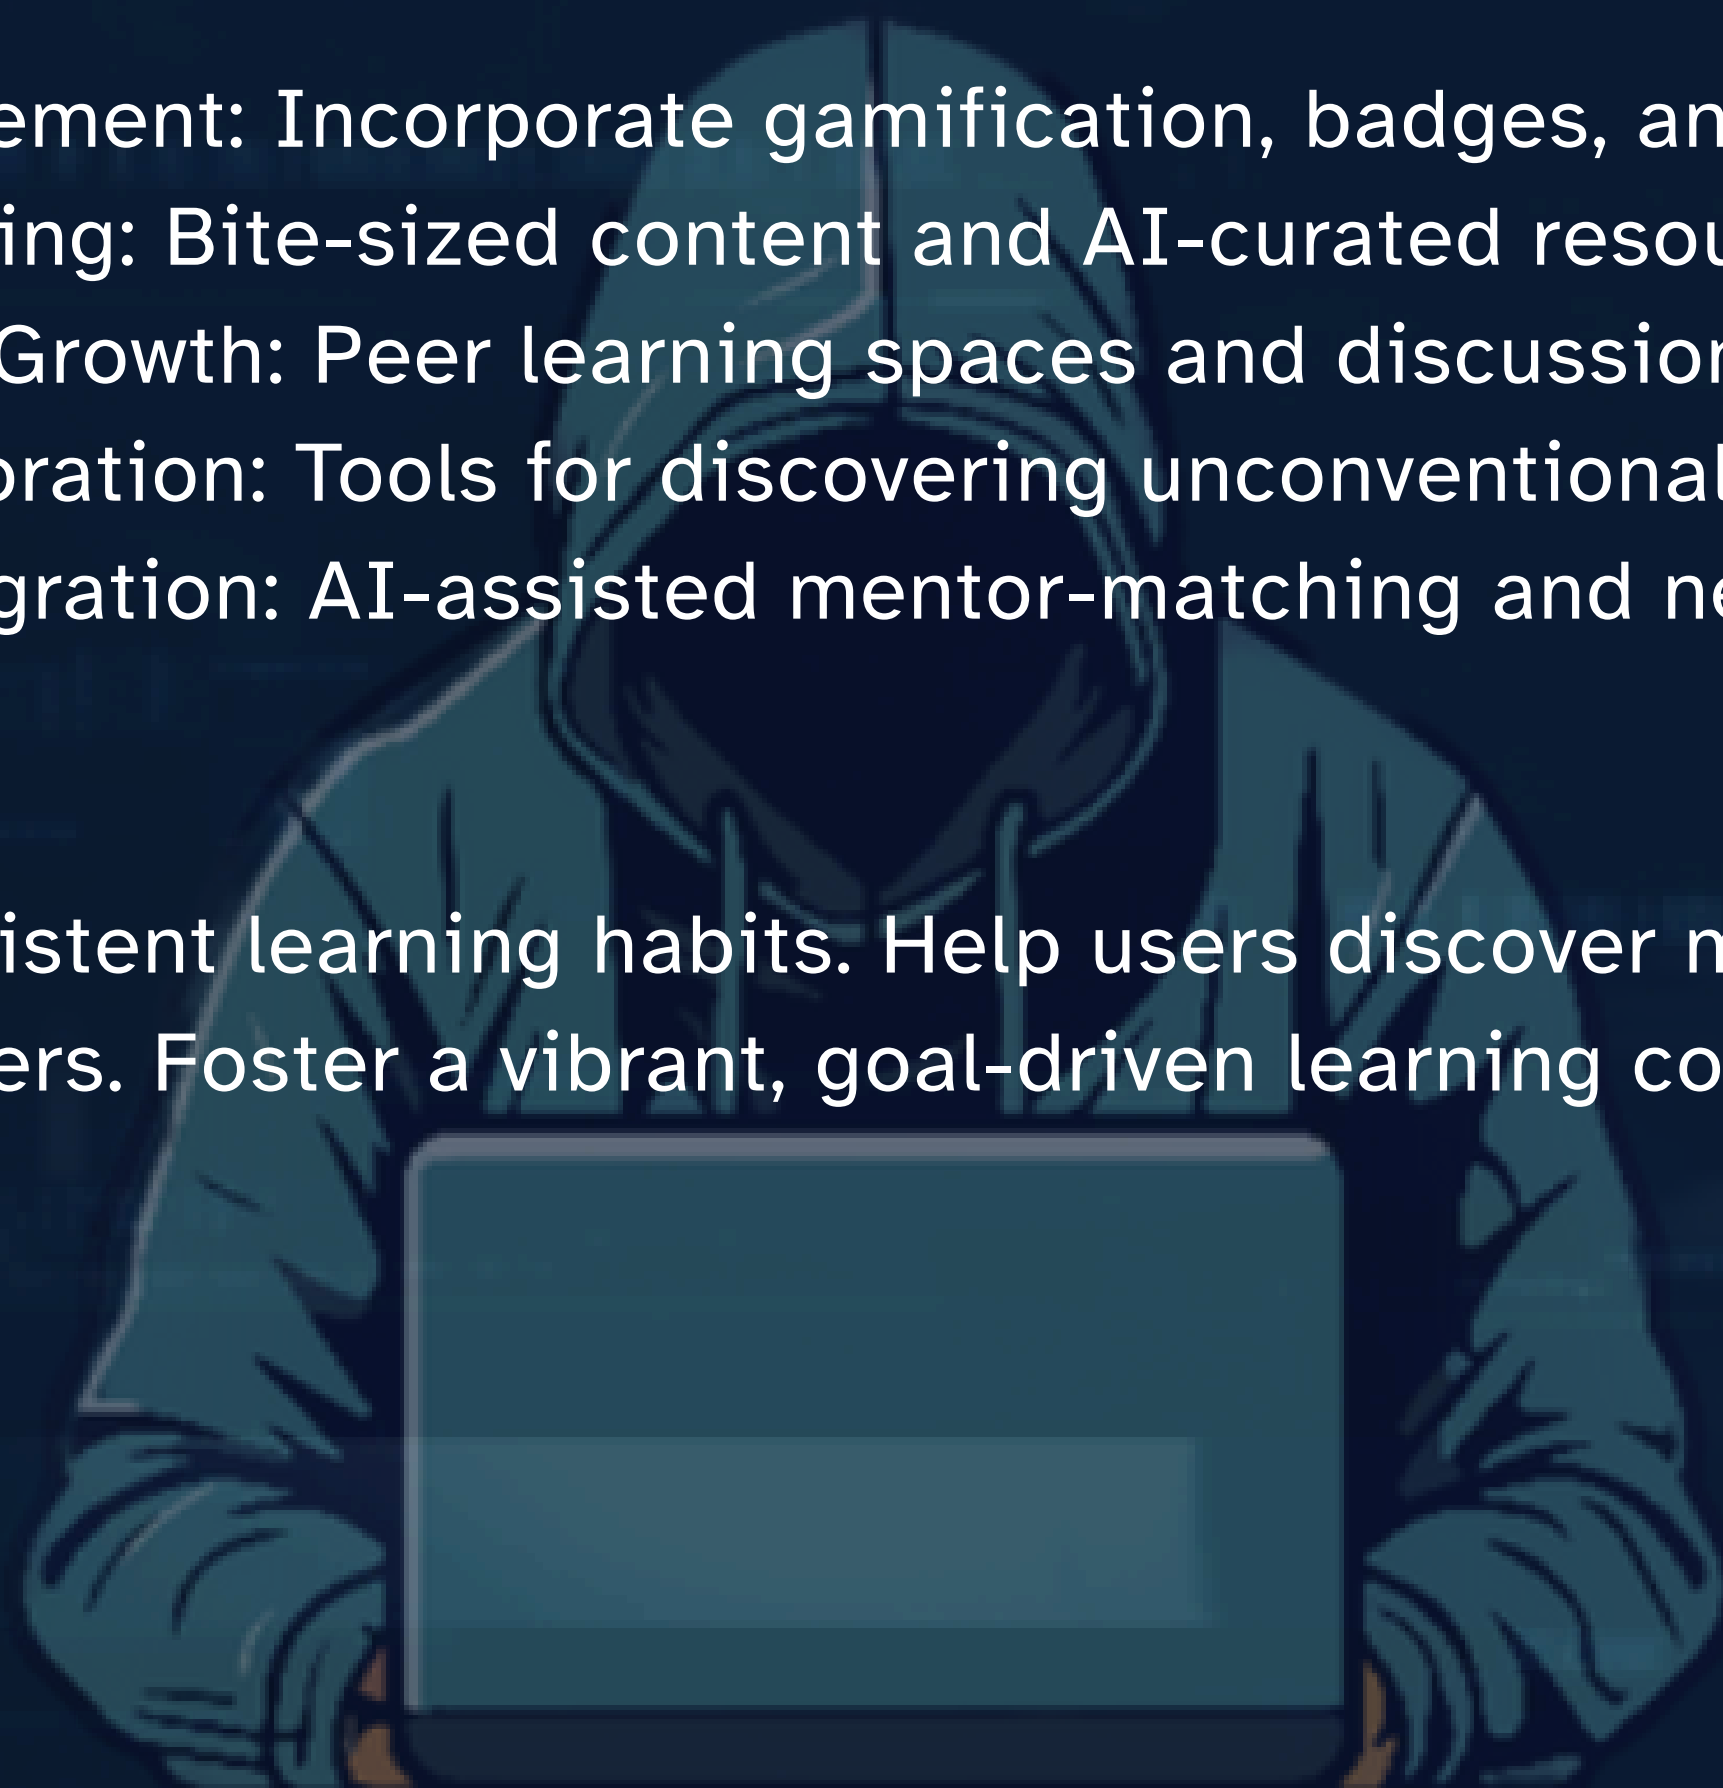 ement: Incorporate gamification, badges, an
ing: Bite-sized content and AI-curated resou
Growth: Peer learning spaces and discussion
oration: Tools for discovering unconventional
gration: AI-assisted mentor-matching and ne
istent learning habits. Help users discover n
ers. Foster a vibrant, goal-driven learning co